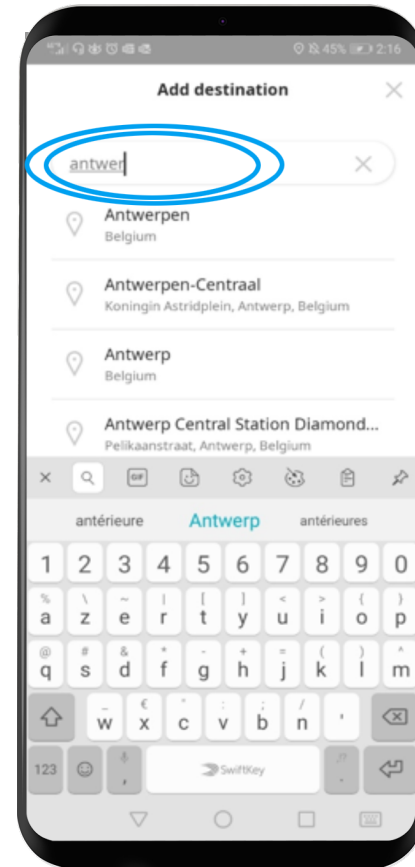 45% 2:16
Add destination
antwer
Antwerpen
Belgium
Antwerpen-Centraal
Koningin Astridplein, Antwerp, Belgium
Antwerp
Belgium
Antwerp Central Station Diamond...
Pelikaanstraat, Antwerp, Belgium
GIF
antérieure Antwerp antérieures
1 2 3 4 5 6 7 8 9 0
% \ ~ | [ ] < > { }
a z e r t y u i o p
@ # & * - + = ( ) ^
q s d f g h j k l m
_ € " : ; /
w x c v b n '
123 , SwiftKey .